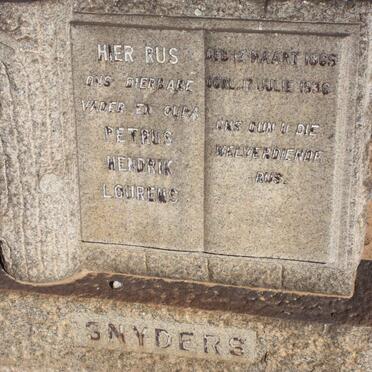 HIER RUS
ONS DIERBARE
VADER EN OUPA
PETRUS
HENDRIK
LOURENS
GEB. 12 MAART 1865
OORL. 17 JULIE 1936
ONS GUN U DIE
WELVERDIENDE
RUS.
SNYDERS